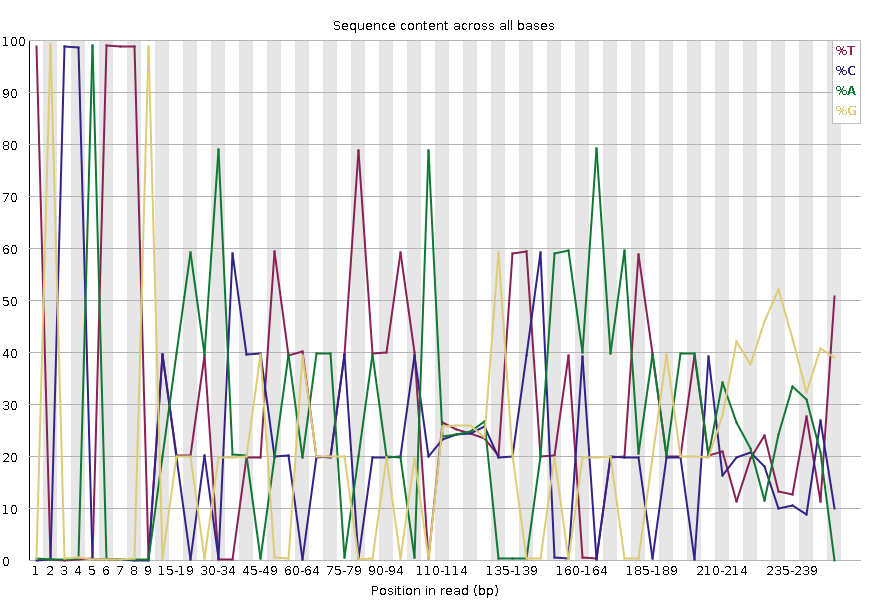 Sequence content across all bases
100
90
80
70
60
50
40
30
20
10
0
%T
%C
%A
%G
1 2 3 4 5 6 7 8 9 15-19 30-34 45-49 60-64 75-79 90-94 110-114 135-139 160-164 185-189 210-214 235-239
Position in read (bp)